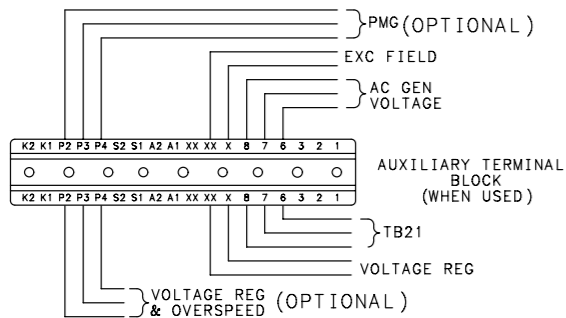 PMG (OPTIONAL)
EXC FIELD
AC GEN
VOLTAGE
K2 K1 P2 P3 P4 S2 S1 A2 A1 XX XX X 8 7 6 3 2 1
AUXILIARY TERMINAL
BLOCK
(WHEN USED)
K2 K1 P2 P3 P4 S2 S1 A2 A1 XX XX X 8 7 6 3 2 1
TB21
VOLTAGE REG
VOLTAGE REG
& OVERSPEED (OPTIONAL)